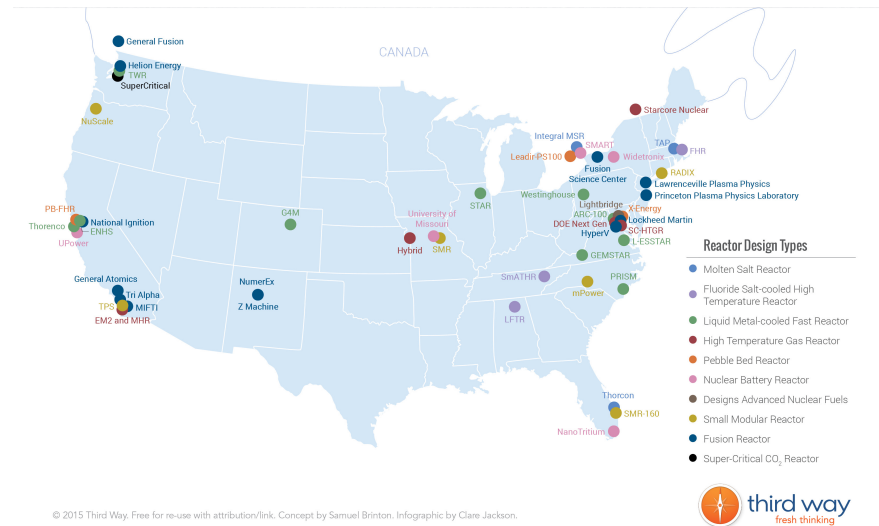 General Fusion
CANADA
Helion Energy
TWR
SuperCritical
NuScale
Starcore Nuclear
Integral MSR
SMART
TAP
FHR
Leadir-PS100
Widetronix
Fusion
Science Center
RADIX
Lawrenceville Plasma Physics
Princeton Plasma Physics Laboratory
Westinghouse
STAR
Lightbridge
X-Energy
ARC-100
Lockheed Martin
DOE Next Gen
SC-HTGR
HyperV
L-ESSTAR
PB-FHR
National Ignition
Thorenco
ENHS
UPower
G4M
University of
Missouri
Hybrid
SMR
GEMSTAR
General Atomics
Tri Alpha
TPS
MIFTI
EM2 and MHR
NumerEx
Z Machine
SmATHR
PRISM
mPower
LFTR
Thorcon
SMR-160
NanoTritium
Reactor Design Types
Molten Salt Reactor
Fluoride Salt-cooled High
Temperature Reactor
Liquid Metal-cooled Fast Reactor
High Temperature Gas Reactor
Pebble Bed Reactor
Nuclear Battery Reactor
Designs Advanced Nuclear Fuels
Small Modular Reactor
Fusion Reactor
Super-Critical CO2 Reactor
© 2015 Third Way. Free for re-use with attribution/link. Concept by Samuel Brinton. Infographic by Clare Jackson.
third way
fresh thinking